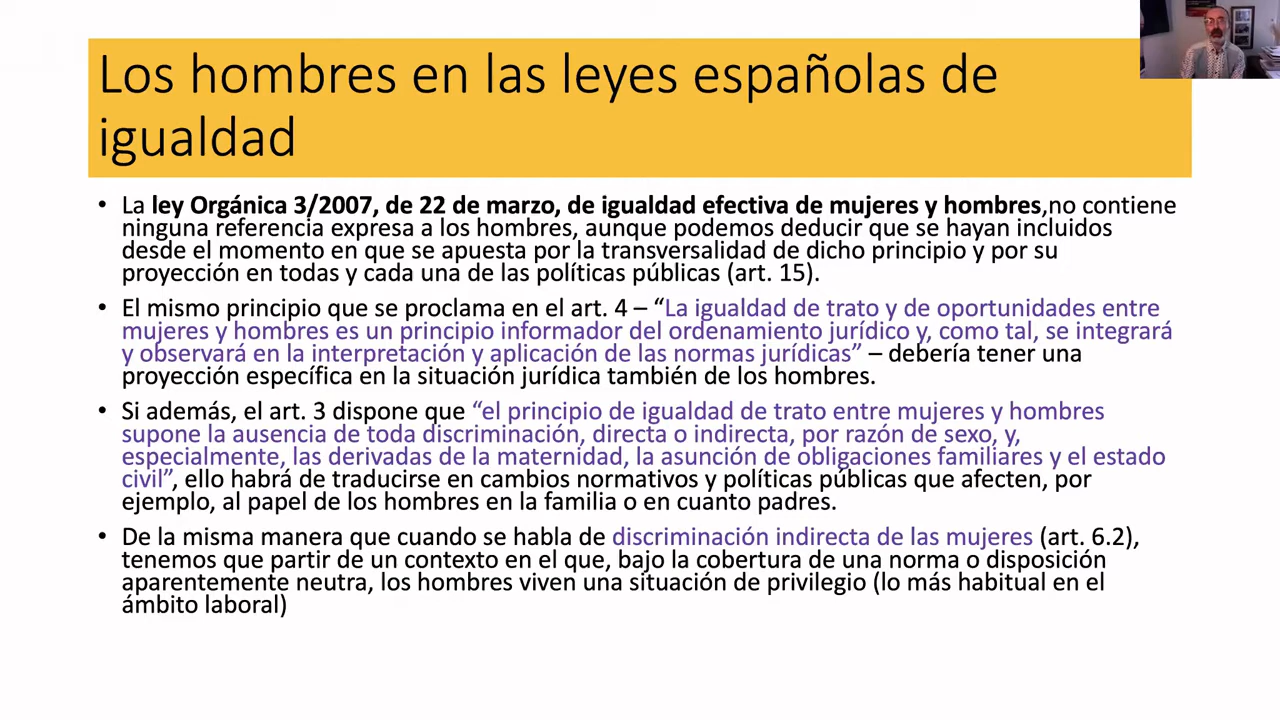 Los hombres en las leyes españolas de
igualdad
• La ley Orgánica 3/2007, de 22 de marzo, de igualdad efectiva de mujeres y hombres,no contiene
ninguna referencia expresa a los hombres, aunque podemos deducir que se hayan incluidos
desde el momento en que se apuesta por la transversalidad de dicho principio y por su
proyección en todas y cada una de las políticas públicas (art. 15).
• El mismo principio que se proclama en el art. 4 – “La igualdad de trato y de oportunidades entre
mujeres y hombres es un principio informador del ordenamiento jurídico y, como tal, se integrará
y observará en la interpretación y aplicación de las normas jurídicas” – debería tener una
proyección específica en la situación jurídica también de los hombres.
• Si además, el art. 3 dispone que “el principio de igualdad de trato entre mujeres y hombres
supone la ausencia de toda discriminación, directa o indirecta, por razón de sexo, y,
especialmente, las derivadas de la maternidad, la asunción de obligaciones familiares y el estado
civil”, ello habrá de traducirse en cambios normativos y políticas públicas que afecten, por
ejemplo, al papel de los hombres en la familia o en cuanto padres.
• De la misma manera que cuando se habla de discriminación indirecta de las mujeres (art. 6.2),
tenemos que partir de un contexto en el que, bajo la cobertura de una norma o disposición
aparentemente neutra, los hombres viven una situación de privilegio (lo más habitual en el
ámbito laboral)